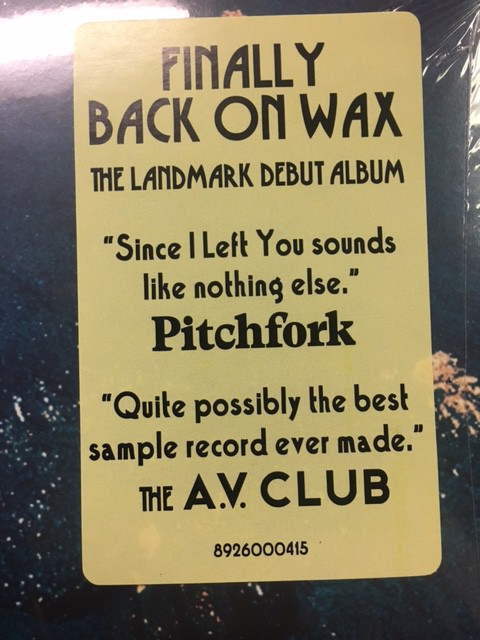 FINALLY
BACK ON WAX
THE LANDMARK DEBUT ALBUM
"Since I Left You sounds
like nothing else."
Pitchfork
"Quite possibly the best
sample record ever made."
THE A.V. CLUB
8926000415